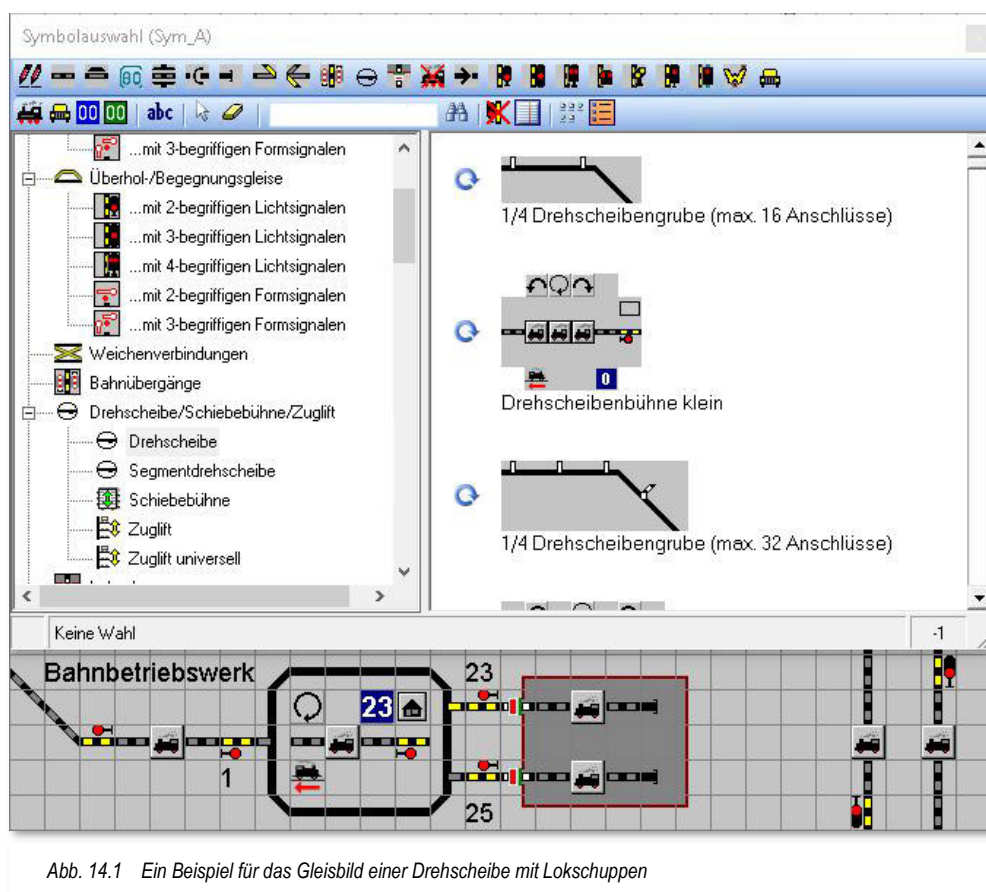 Symbolauswahl (Sym_A)
80
00 00 abc
...mit 3-begriffigen Formsignalen
Überhol-/Begegnungsgleise
...mit 2-begriffigen Lichtsignalen
...mit 3-begriffigen Lichtsignalen
...mit 4-begriffigen Lichtsignalen
...mit 2-begriffigen Formsignalen
...mit 3-begriffigen Formsignalen
Weichenverbindungen
Bahnübergänge
Drehscheibe/Schiebebühne/Zuglift
Drehscheibe
Segmentdrehscheibe
Schiebebühne
Zuglift
Zuglift universell
1/4 Drehscheibengrube (max. 16 Anschlüsse)
0
Drehscheibenbühne klein
1/4 Drehscheibengrube (max. 32 Anschlüsse)
Keine Wahl
-1
Bahnbetriebswerk
23
23
1
25
Abb. 14.1 Ein Beispiel für das Gleisbild einer Drehscheibe mit Lokschuppen